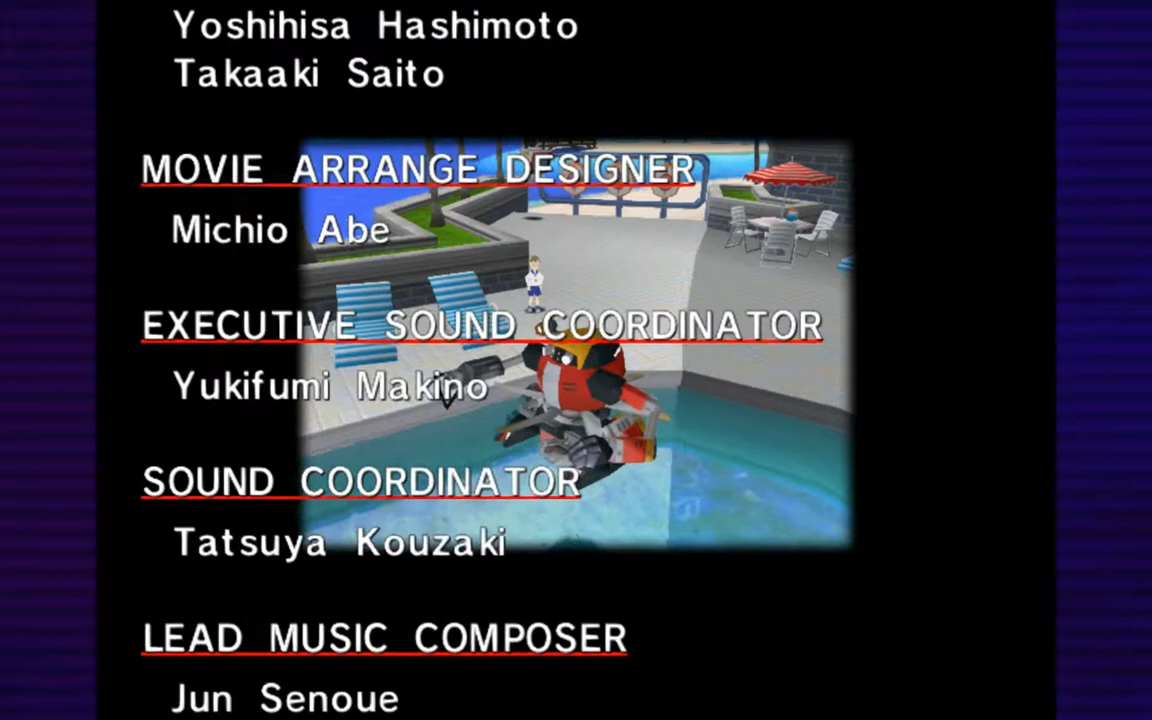 Yoshihisa Hashimoto
Takaaki Saito
MOVIE ARRANGE DESIGNER
Michio Abe
EXECUTIVE SOUND COORDINATOR
Yukifumi Makino
SOUND COORDINATOR
Tatsuya Kouzaki
LEAD MUSIC COMPOSER
Jun Senoue